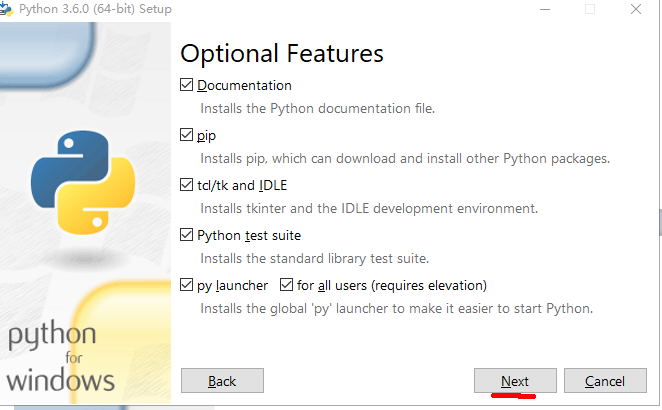 Python 3.6.0 (64-bit) Setup
Optional Features
Documentation
Installs the Python documentation file.
pip
Installs pip, which can download and install other Python packages.
tcl/tk and IDLE
Installs tkinter and the IDLE development environment.
Python test suite
Installs the standard library test suite.
py launcher for all users (requires elevation)
Installs the global 'py' launcher to make it easier to start Python.
python
for
windows
Back Next Cancel